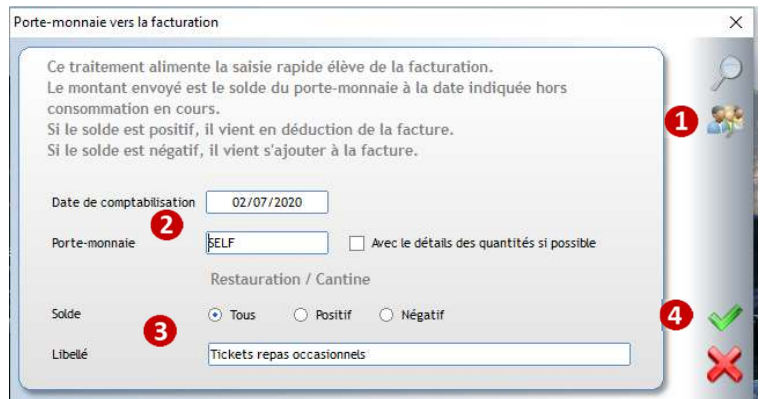 Porte-monnaie vers la facturation
Ce traitement alimente la saisie rapide élève de la facturation.
Le montant envoyé est le solde du porte-monnaie à la date indiquée hors
consommation en cours.
Si le solde est positif, il vient en déduction de la facture.
Si le solde est négatif, il vient s'ajouter à la facture.
1
Date de comptabilisation 02/07/2020
2
Porte-monnaie SELF Avec le détails des quantités si possible
Restauration / Cantine
Solde Tous Positif Négatif
4
3
Libellé Tickets repas occasionnels